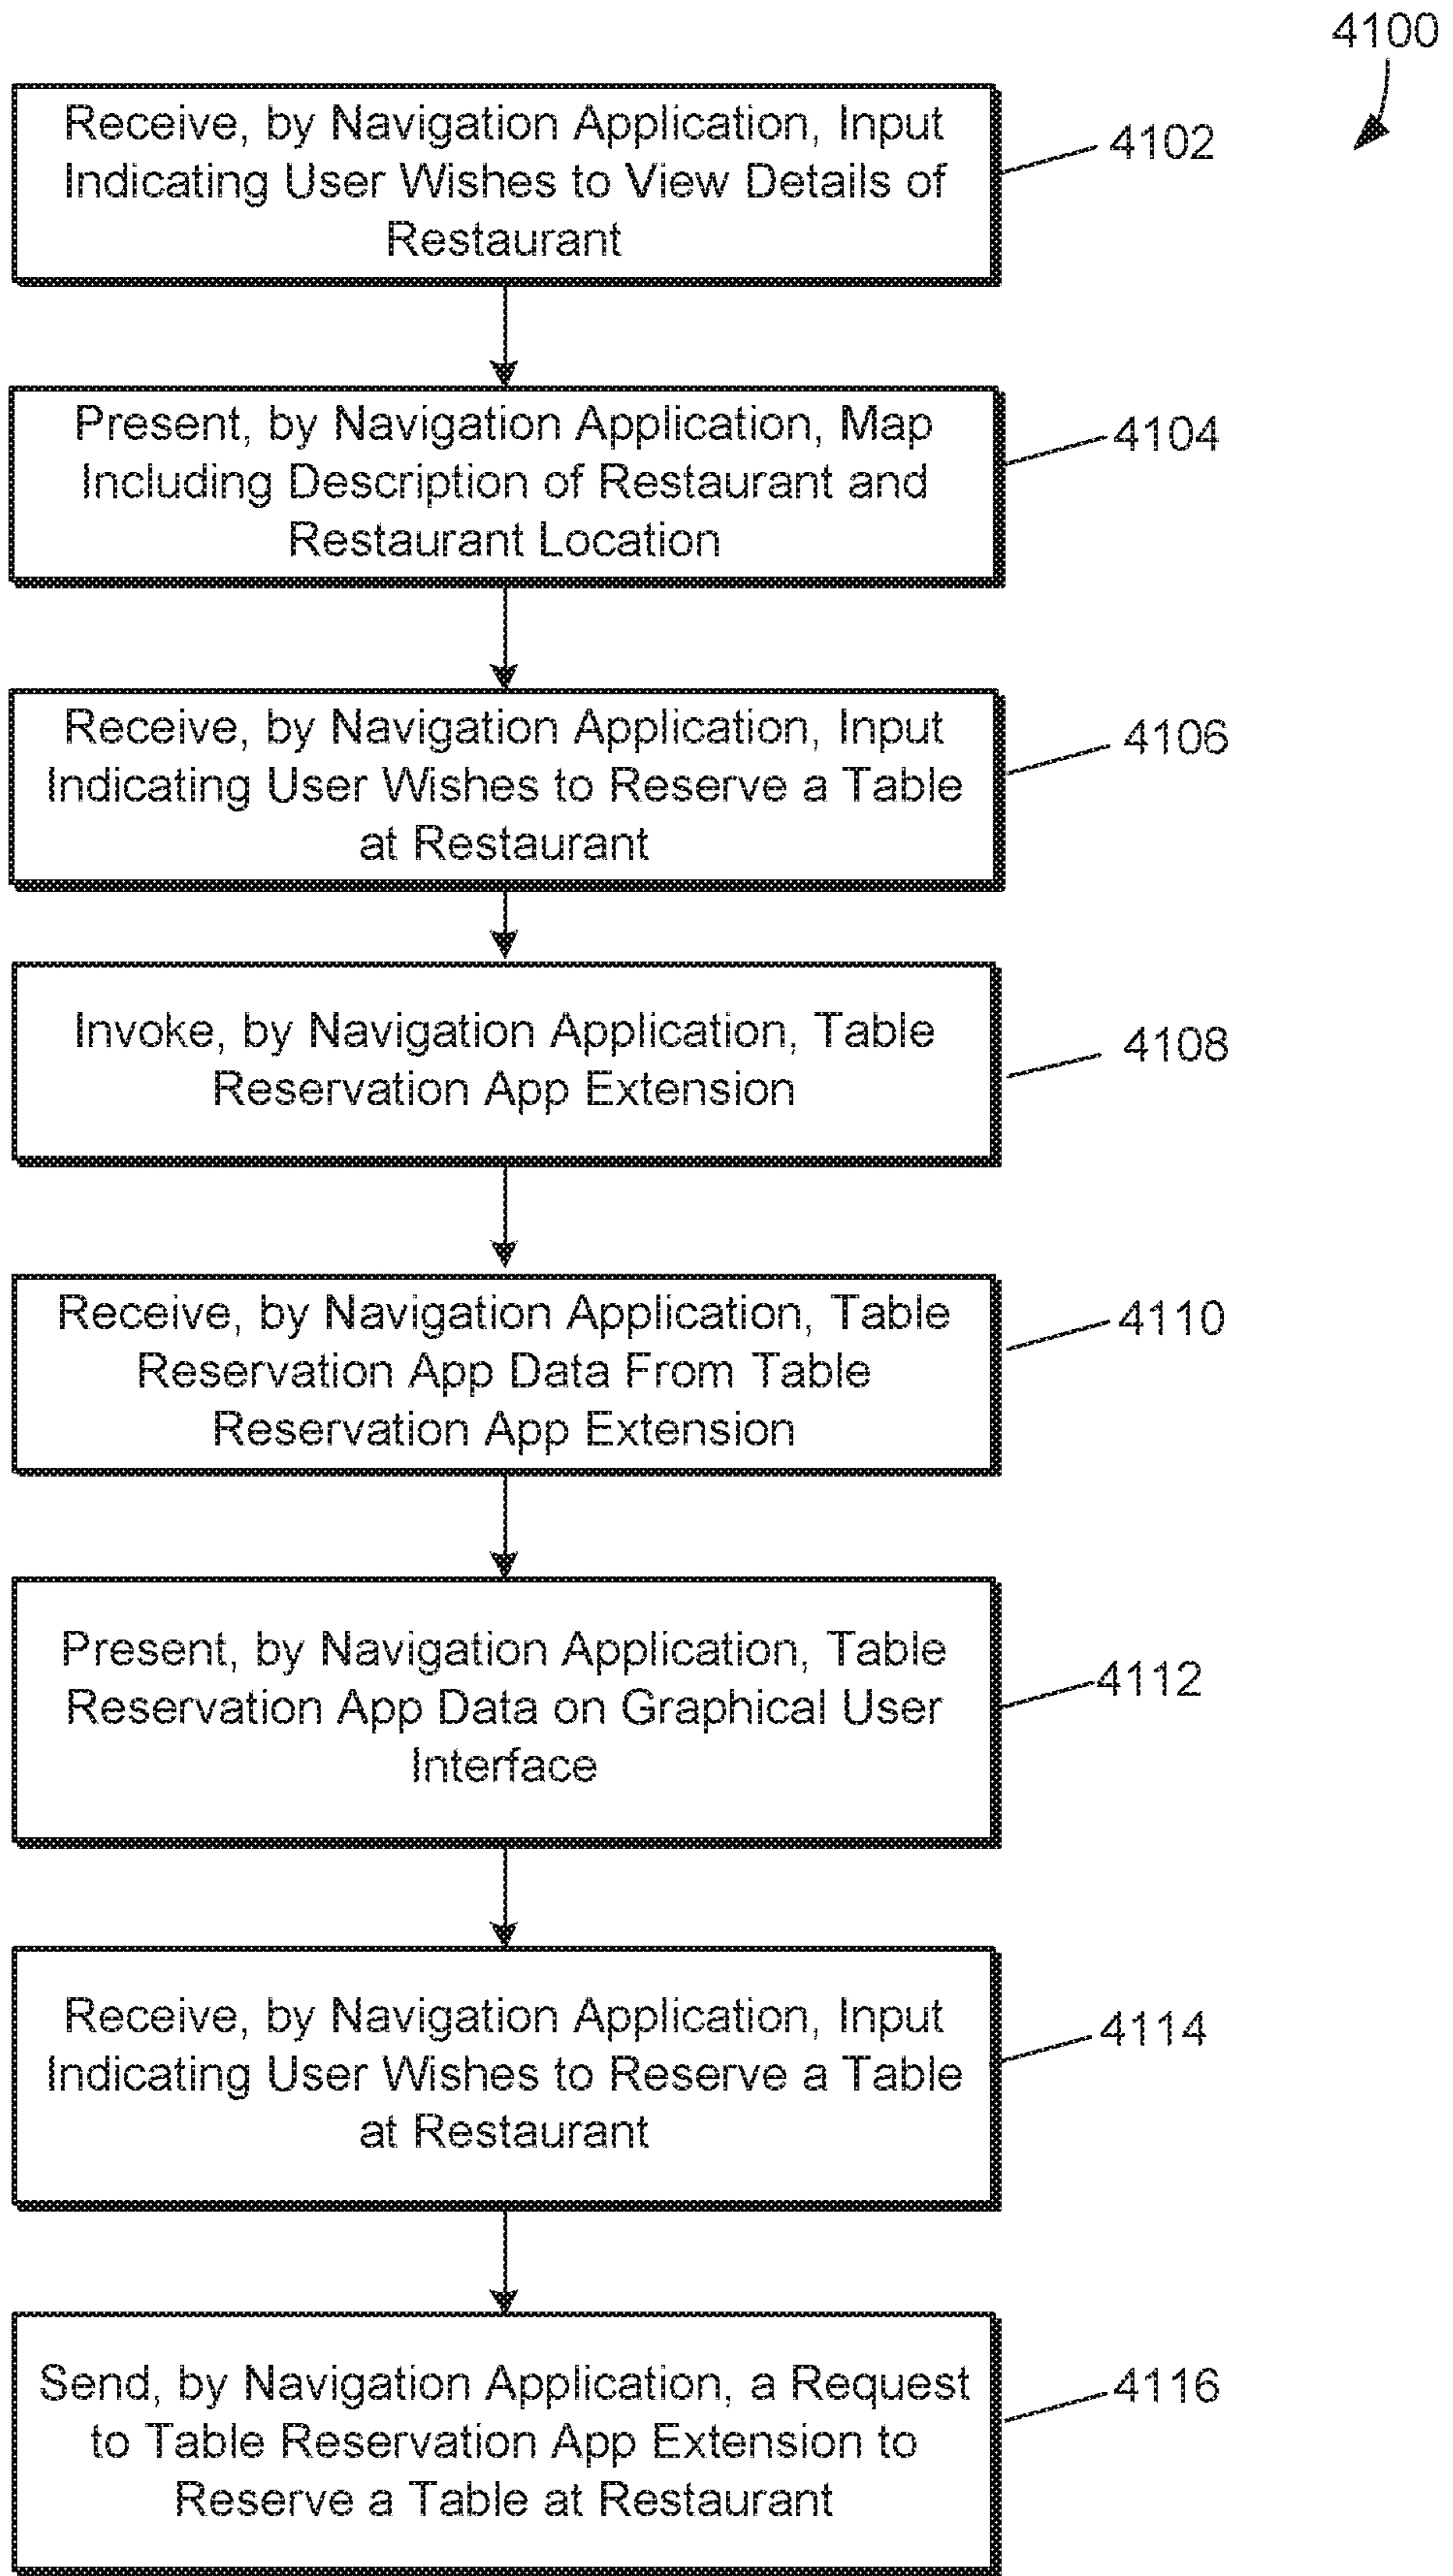 4100
Receive, by Navigation Application, Input
Indicating User Wishes to View Details of
Restaurant
4102
Present, by Navigation Application, Map
Including Description of Restaurant and
Restaurant Location
4104
Receive, by Navigation Application, Input
Indicating User Wishes to Reserve a Table
at Restaurant
4106
Invoke, by Navigation Application, Table
Reservation App Extension
4108
Receive, by Navigation Application, Table
Reservation App Data From Table
Reservation App Extension
4110
Present, by Navigation Application, Table
Reservation App Data on Graphical User
Interface
4112
Receive, by Navigation Application, Input
Indicating User Wishes to Reserve a Table
at Restaurant
4114
Send, by Navigation Application, a Request
to Table Reservation App Extension to
Reserve a Table at Restaurant
4116